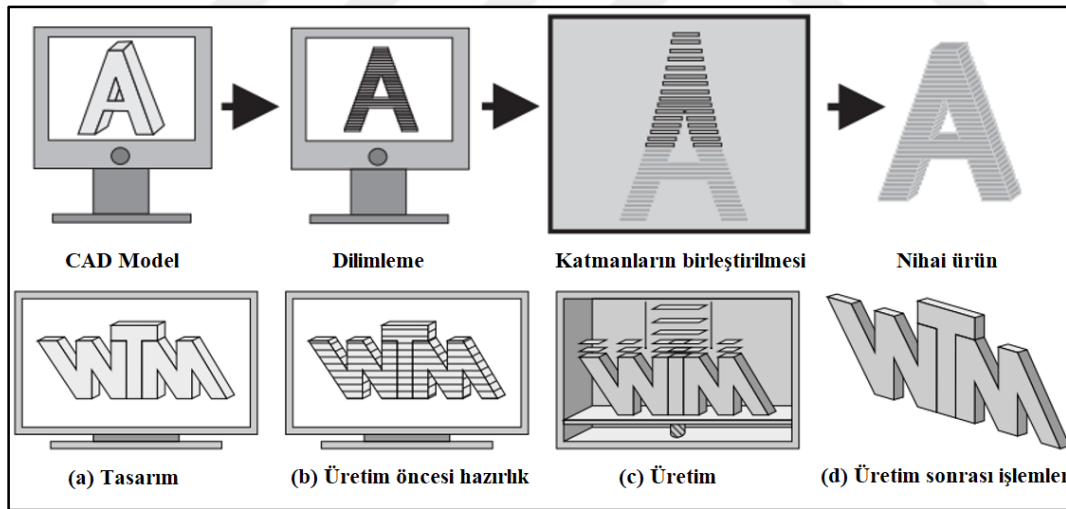 A
A
A
A
CAD Model
Dilimleme
Katmanların birleştirilmesi
Nihai ürün
WTM
WTM
WTM
WTM
(a) Tasarım
(b) Üretim öncesi hazırlık
(c) Üretim
(d) Üretim sonrası işlemler